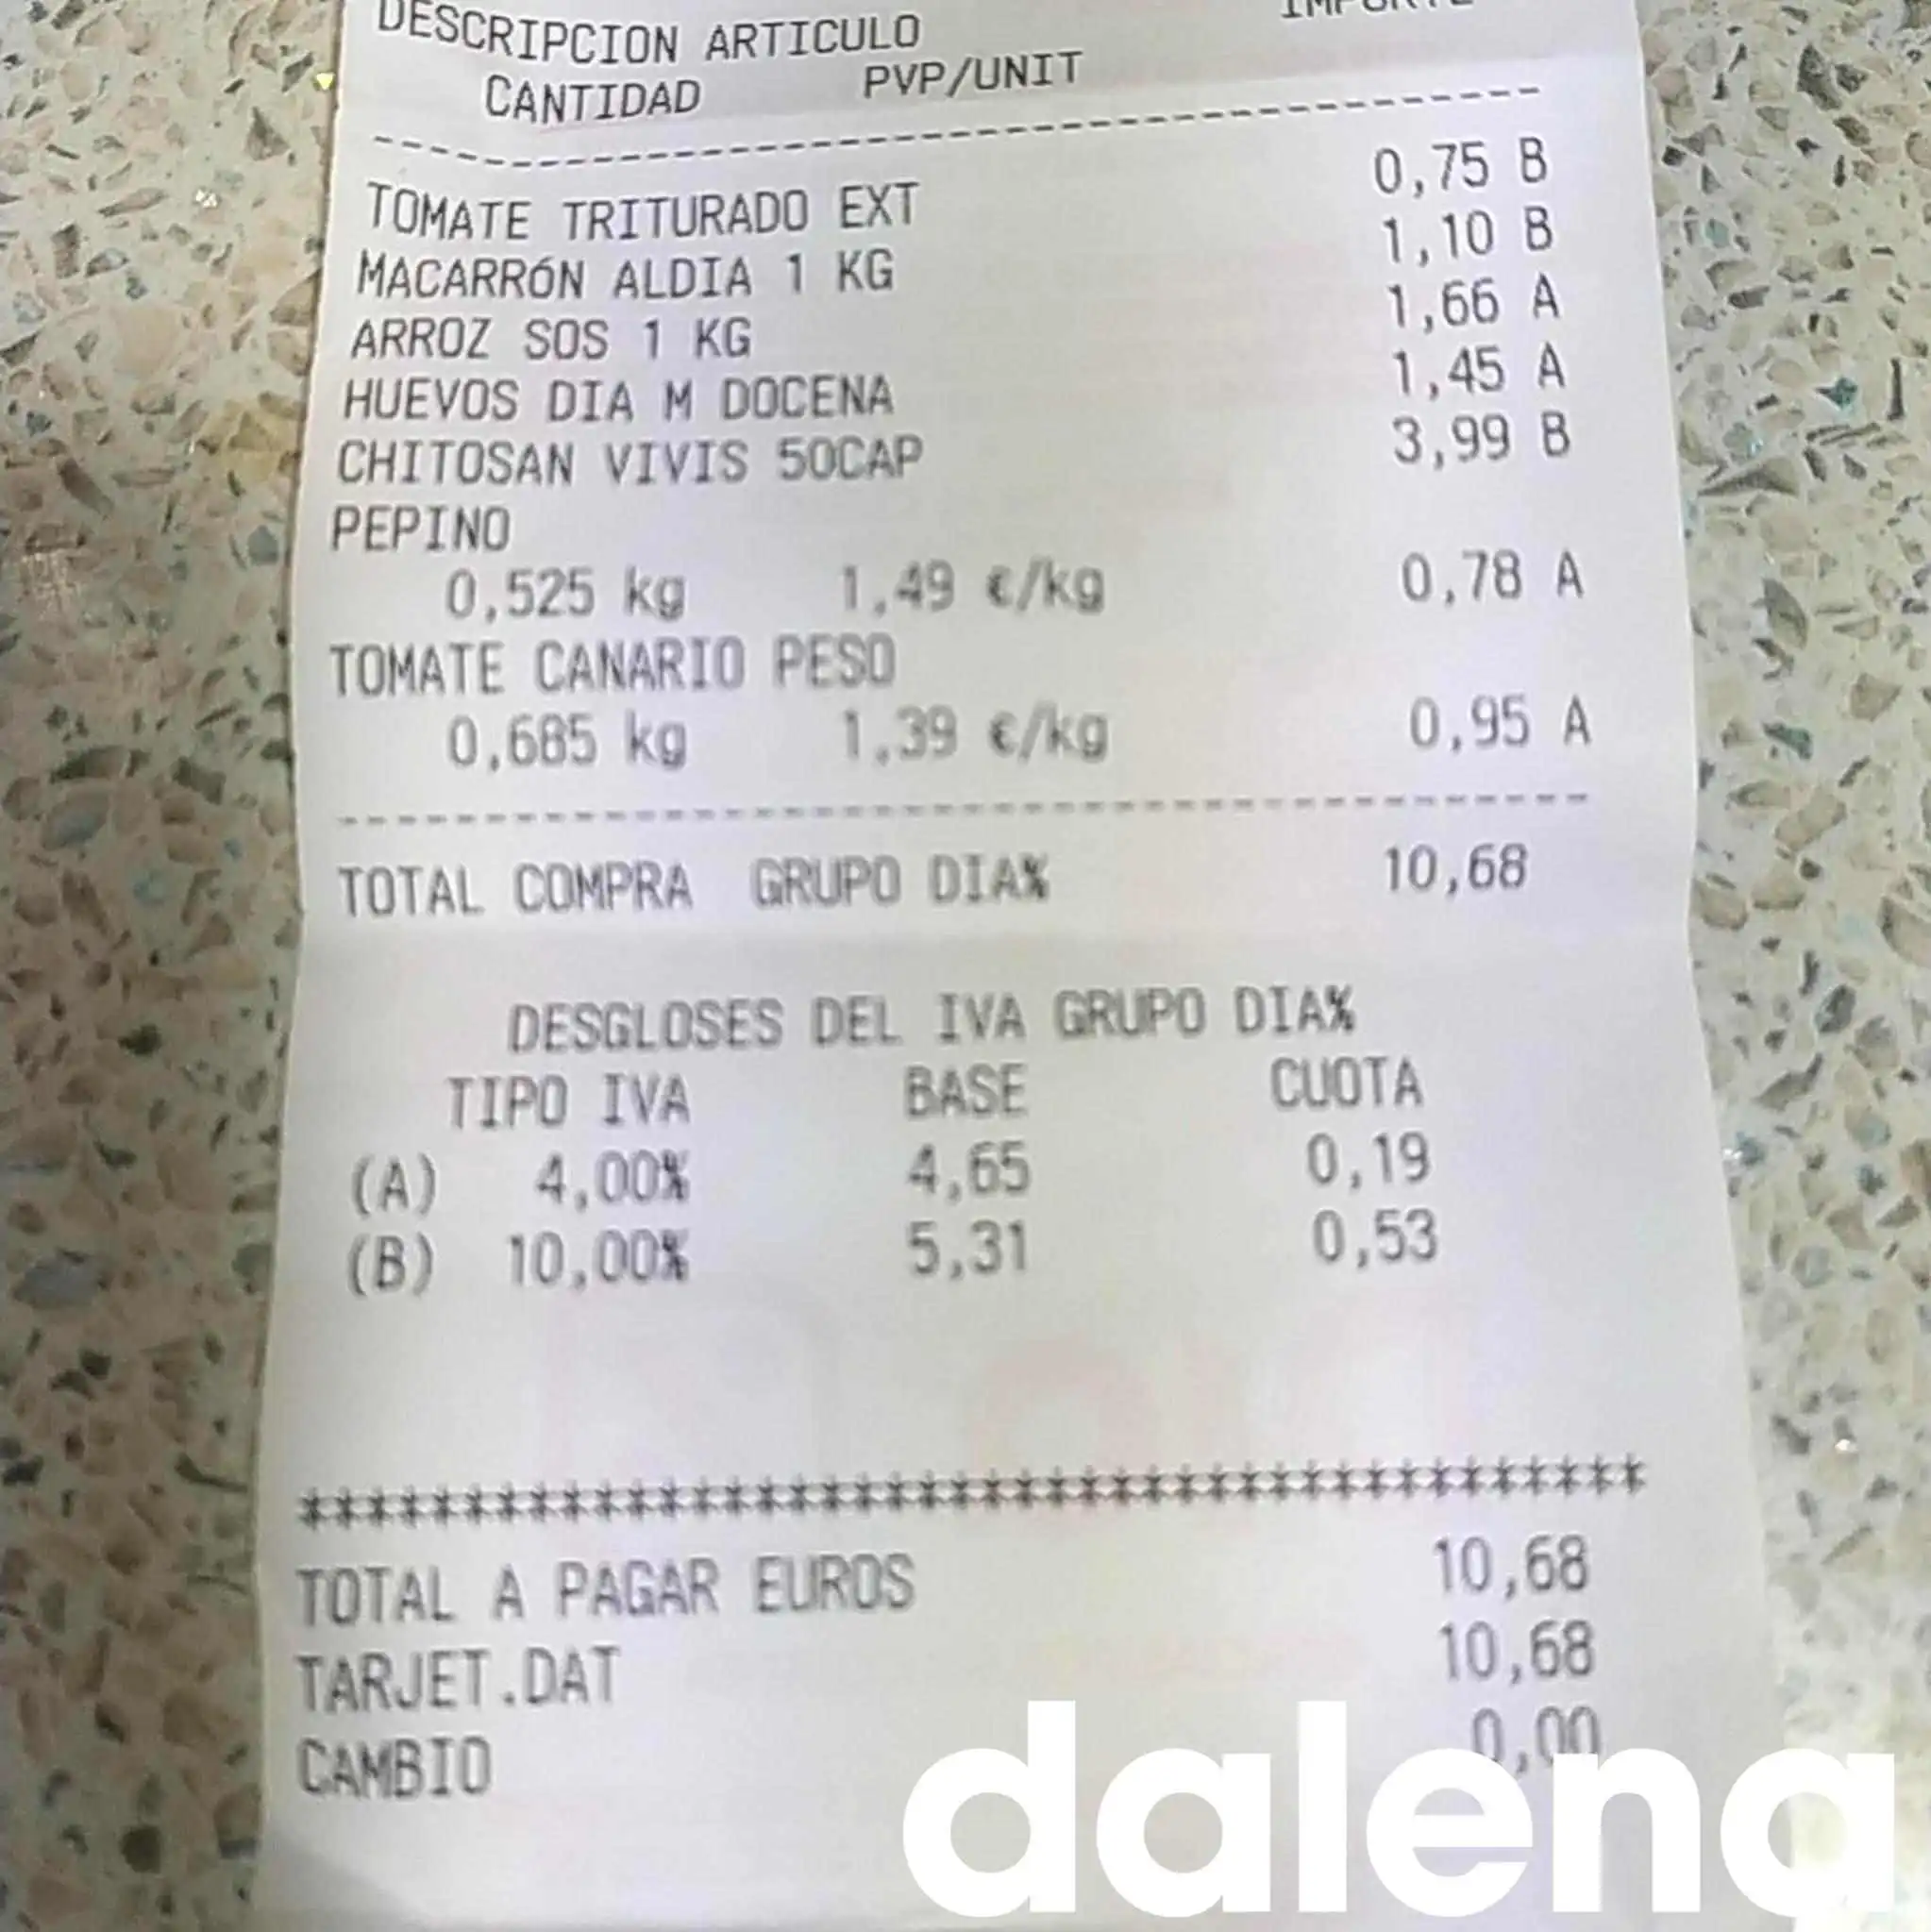 DESCRIPCION ARTICULO IMPORTE
CANTIDAD PVP/UNIT
TOMATE TRITURADO EXT 0,75 B
MACARRÓN ALDIA 1 KG 1,10 B
ARROZ SOS 1 KG 1,66 A
HUEVOS DIA M DOCENA 1,45 A
CHITOSAN VIVIS 50CAP 3,99 B
PEPINO
0,525 kg 1,49 €/kg 0,78 A
TOMATE CANARIO PESO
0,685 kg 1,39 €/kg 0,95 A
TOTAL COMPRA GRUPO DIA% 10,68
DESGLOSES DEL IVA GRUPO DIA%
TIPO IVA BASE CUOTA
(A) 4,00% 4,65 0,19
(B) 10,00% 5,31 0,53
*****************************************
TOTAL A PAGAR EUROS 10,68
TARJET.DAT 10,68
CAMBIO 0,00
dalena